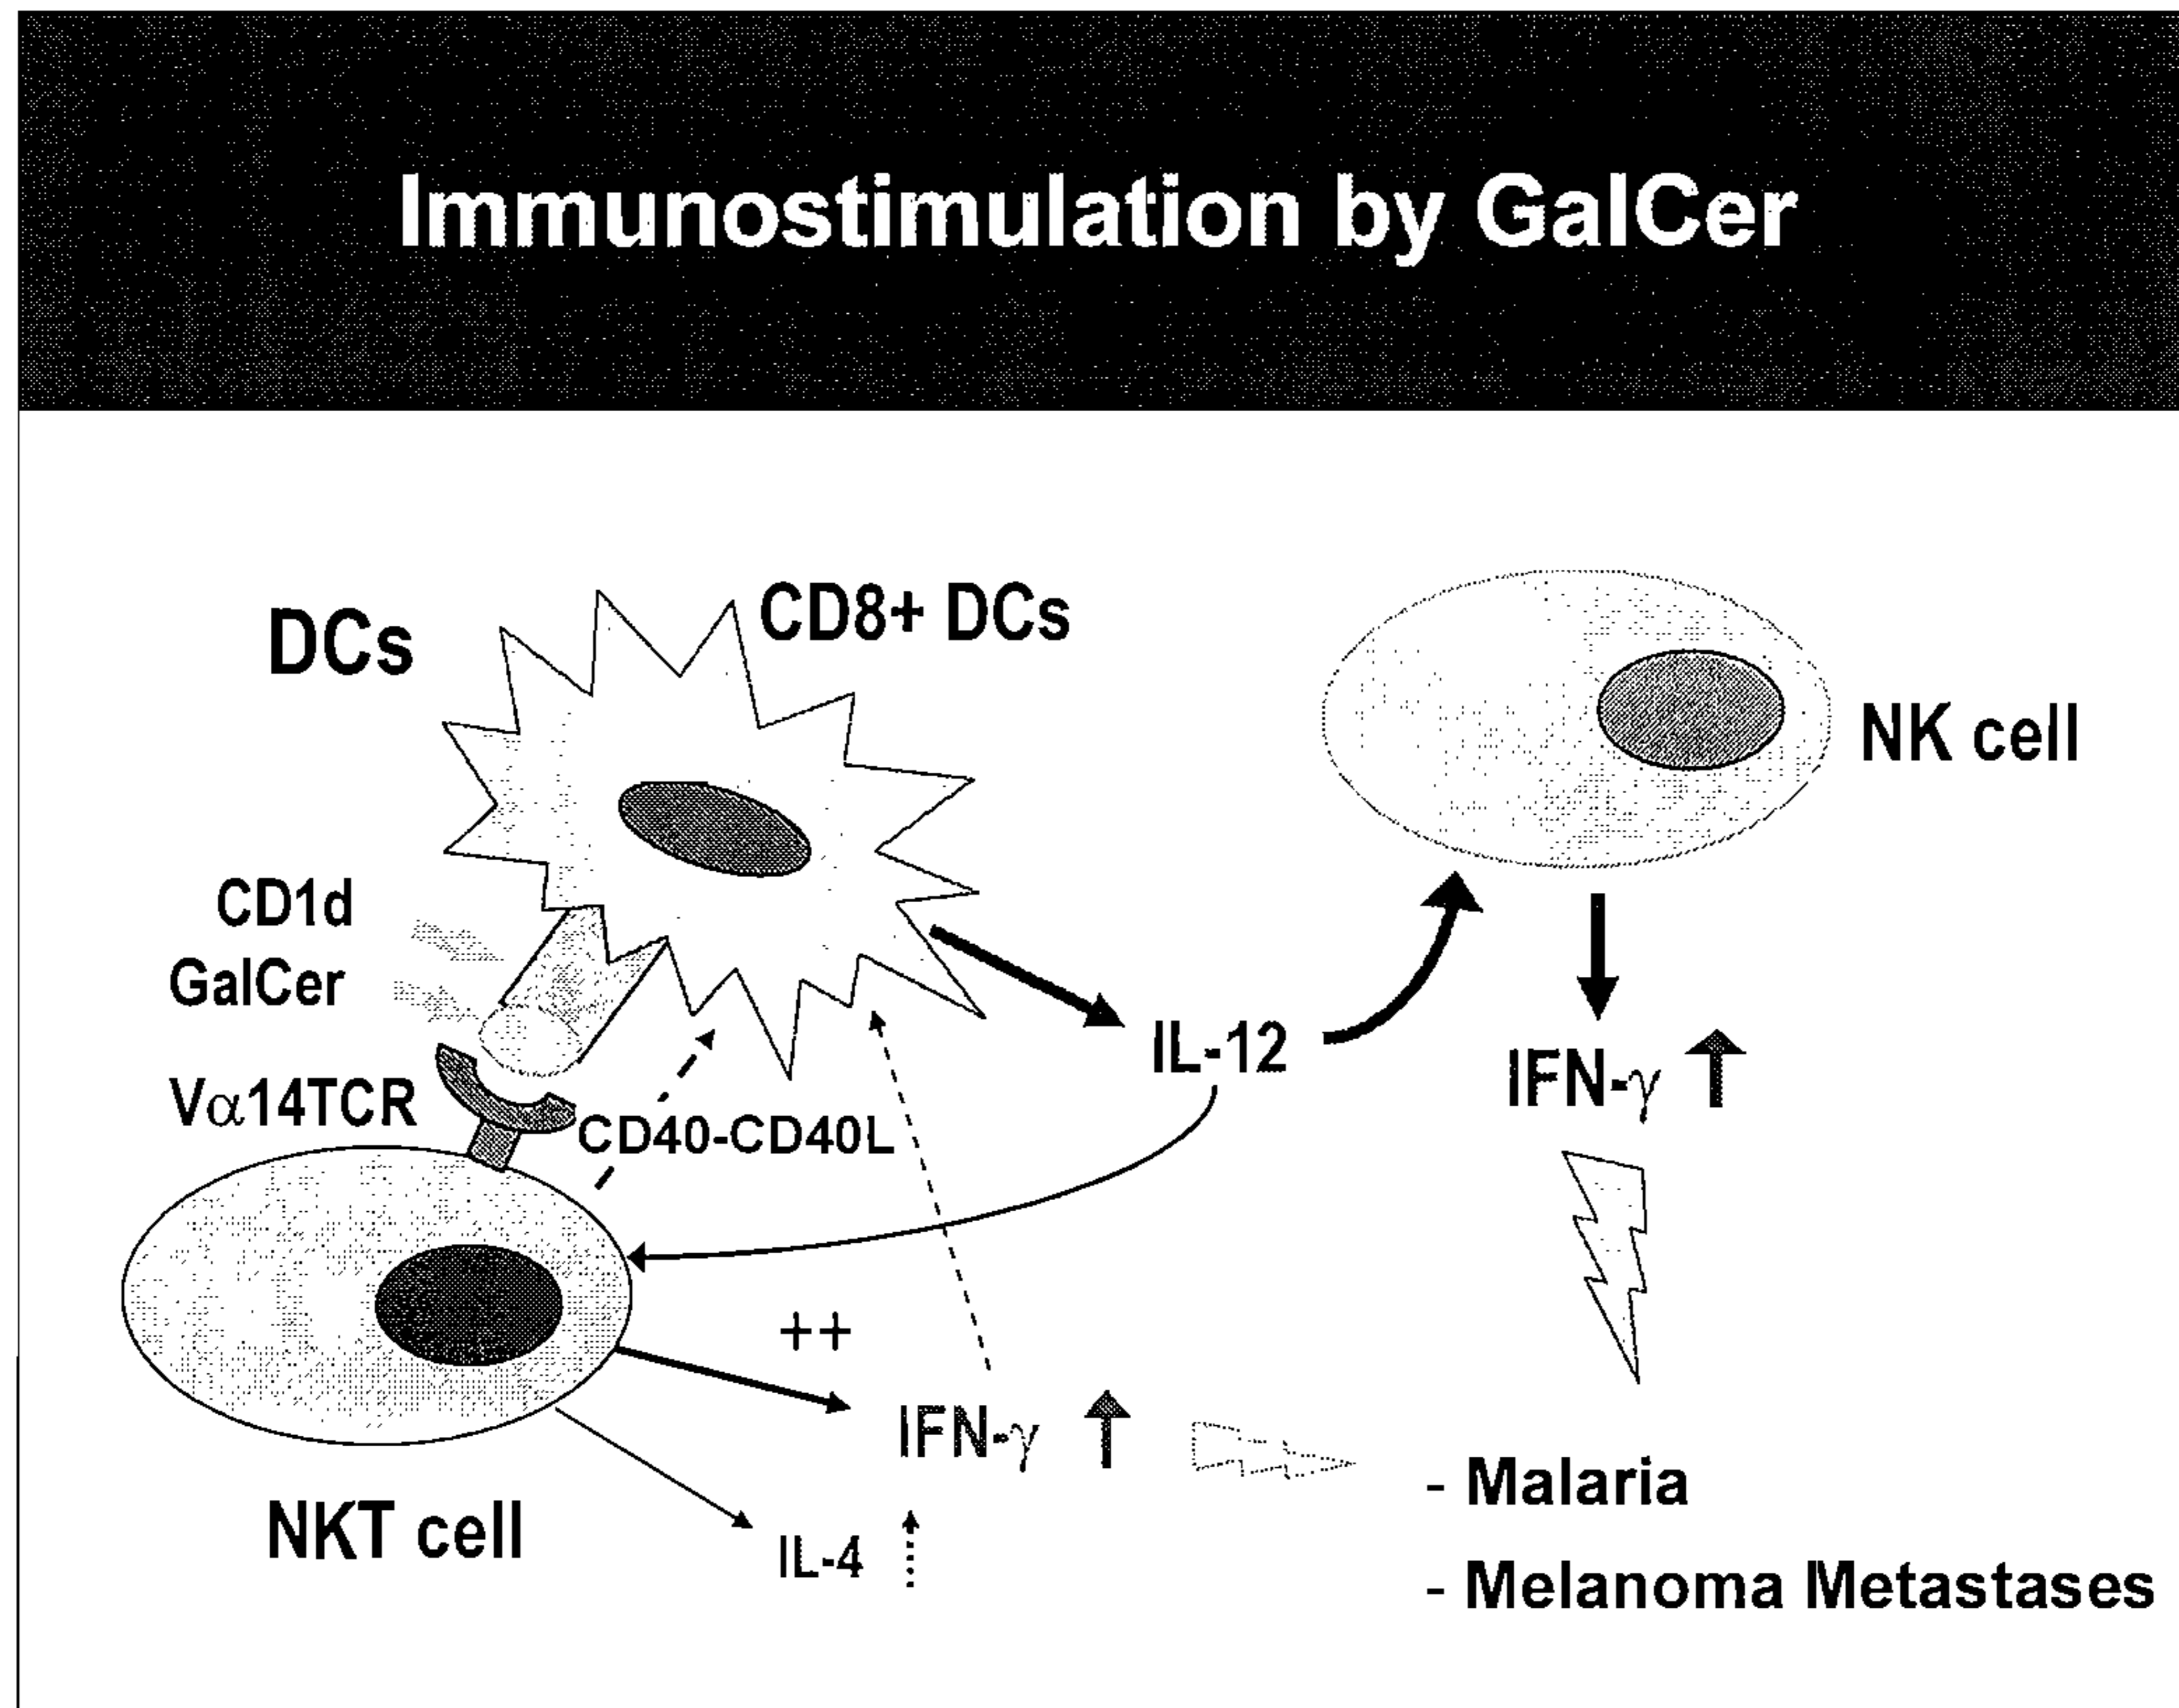 Immunostimulation by GalCer
DCs
CD8+ DCs
NK cell
CD1d
GalCer
IL-12
IFN-γ
Vα14TCR
CD40-CD40L
++
IFN-γ
NKT cell
IL-4
- Malaria
- Melanoma Metastases